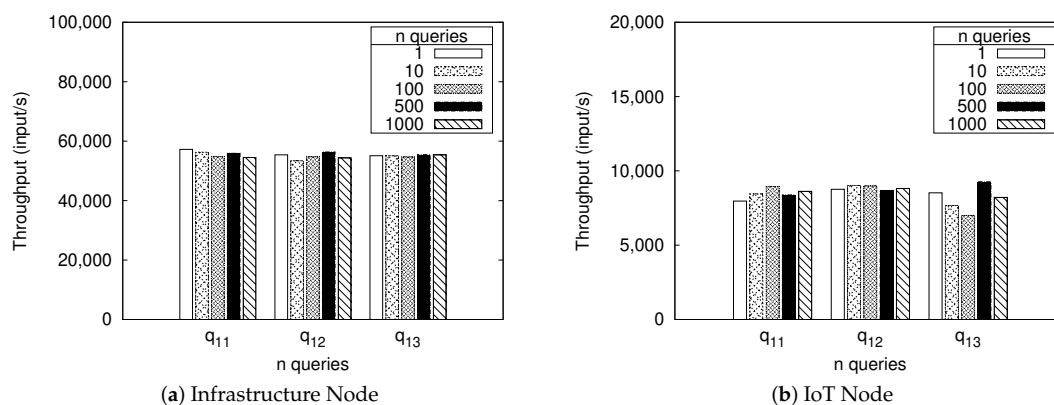 100,000
80,000
60,000
40,000
20,000
0
Throughput (input/s)
n queries
1
10
100
500
1000
q11
q12
q13
n queries
(a) Infrastructure Node
20,000
15,000
10,000
5,000
0
Throughput (input/s)
n queries
1
10
100
500
1000
q11
q12
q13
n queries
(b) IoT Node